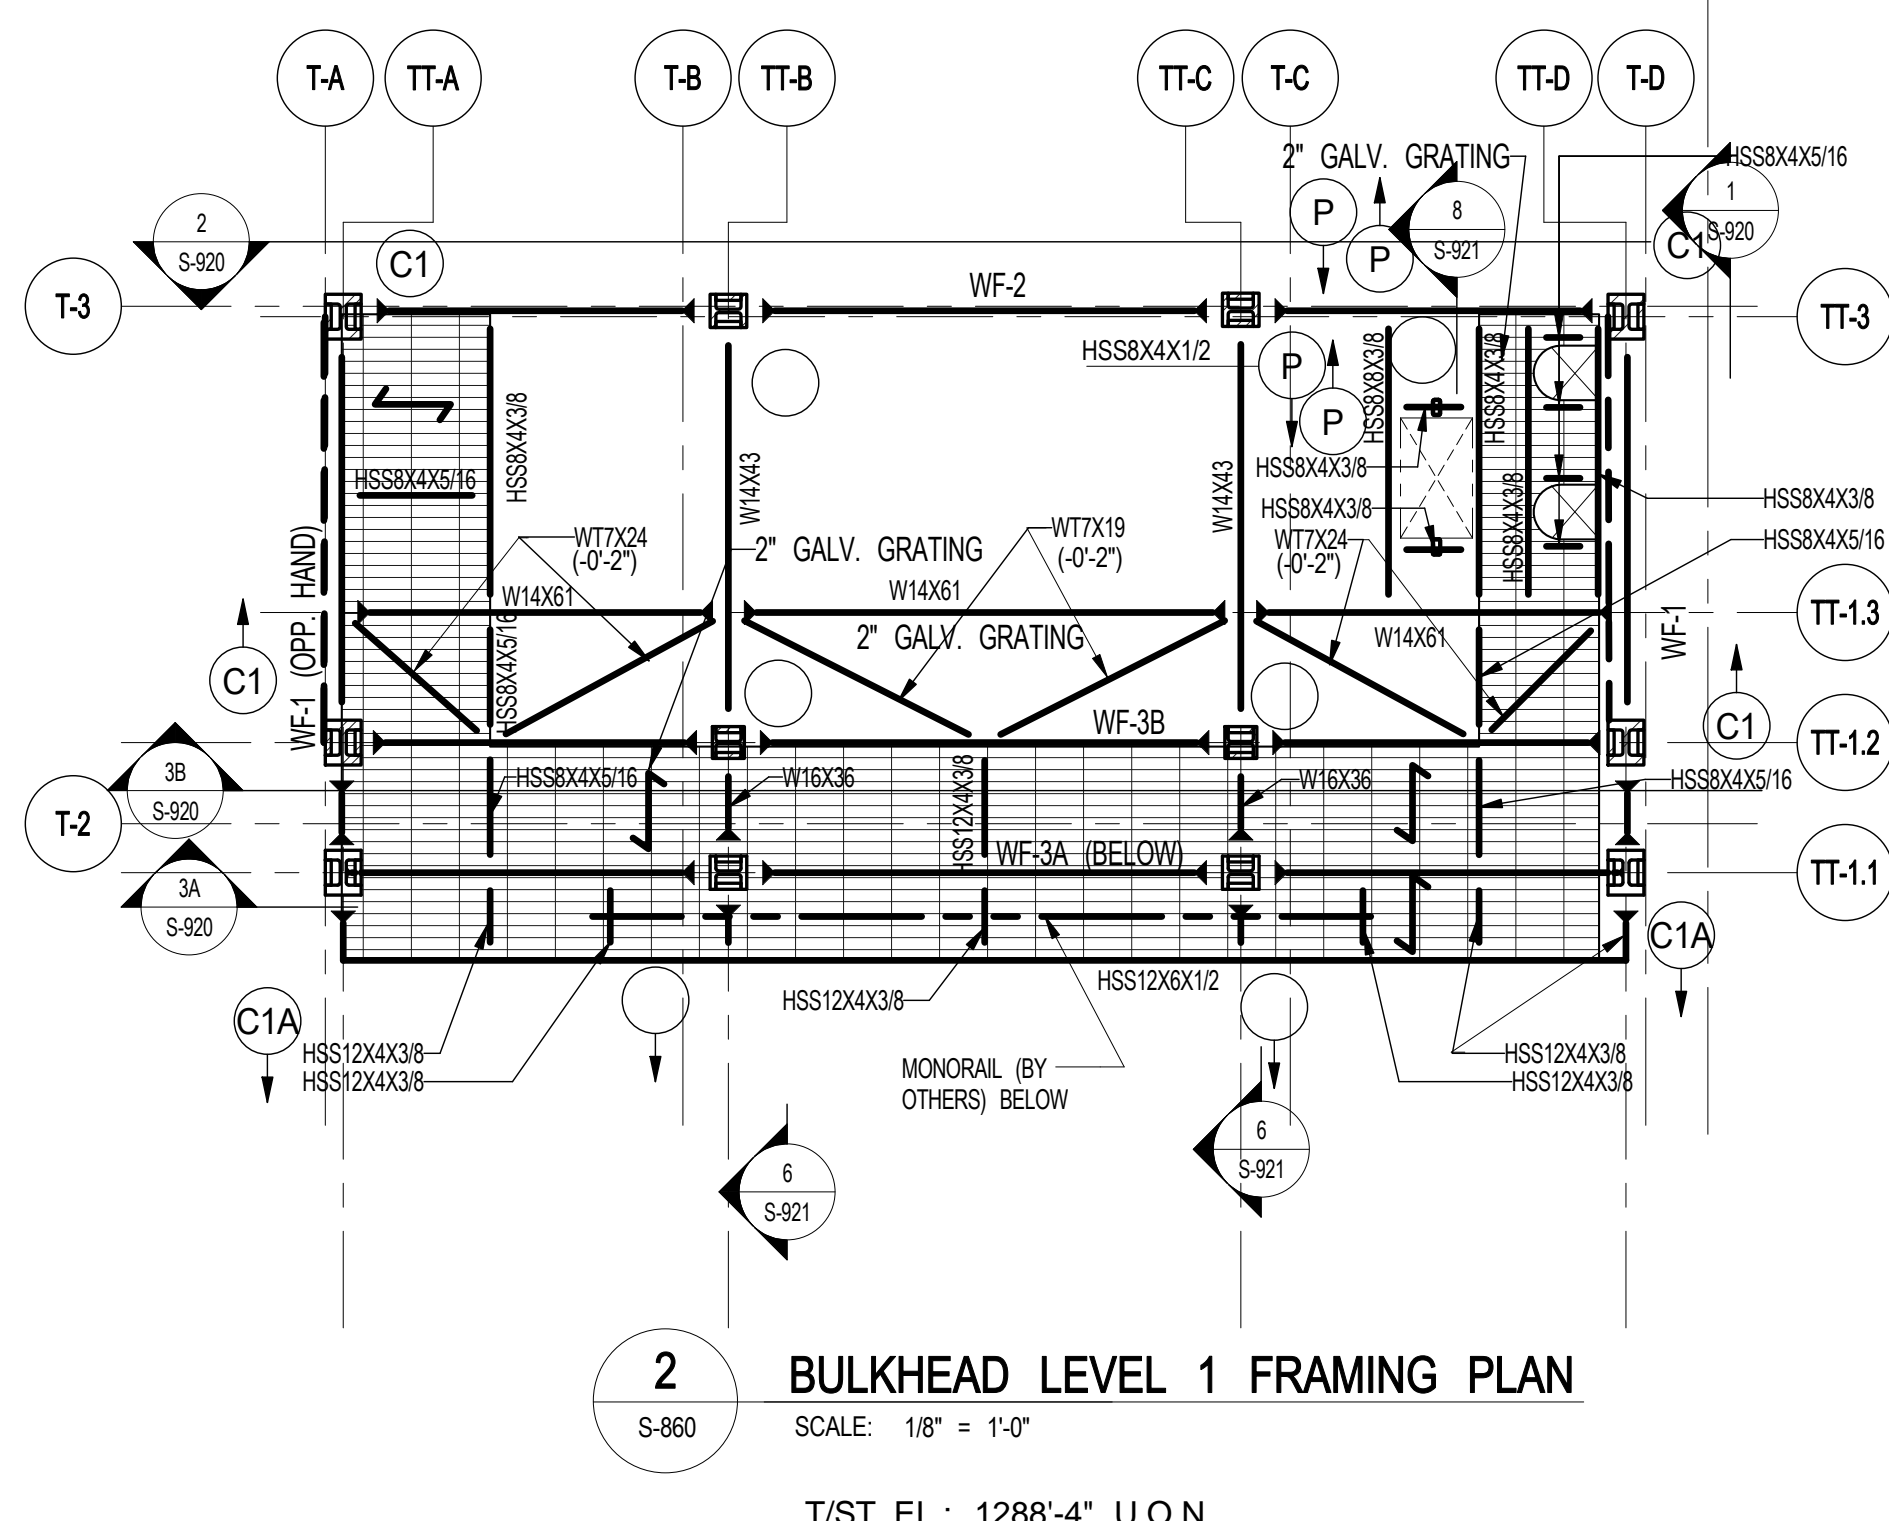 T-A
TT-A
T-B
TT-B
TT-C
T-C
TT-D
T-D
2" GALV. GRATING
HSS8X4X5/16
2
S-920
C1
P
P
8
S-921
1
S-920
C1
T-3
WF-2
TT-3
HSS8X4X1/2
P
P
HSS8X8X3/8
HSS8X4X3/8
HSS8X4X3/8
HSS8X4X5/16
W14X43
W14X43
HSS8X4X3/8
HSS8X4X3/8
HSS8X4X3/8
HSS8X4X3/8
HSS8X4X5/16
WT7X24
(-0'-2")
2" GALV. GRATING
WT7X19
(-0'-2")
WT7X24
(-0'-2")
W14X61
W14X61
W14X61
2" GALV. GRATING
TT-1.3
WF-1 (OPP. HAND)
WF-1
C1
C1
HSS8X4X5/16
WF-3B
TT-1.2
3B
S-920
HSS8X4X5/16
W16X36
HSS12X4X3/8
W16X36
HSS8X4X5/16
T-2
WF-3A (BELOW)
TT-1.1
3A
S-920
C1A
C1A
HSS12X4X3/8
HSS12X6X1/2
HSS12X4X3/8
HSS12X4X3/8
HSS12X4X3/8
HSS12X4X3/8
MONORAIL (BY
OTHERS) BELOW
6
S-921
6
S-921
2
S-860
BULKHEAD LEVEL 1 FRAMING PLAN
SCALE: 1/8" = 1'-0"
T/ST EL.: 1288'-4" U.O.N.